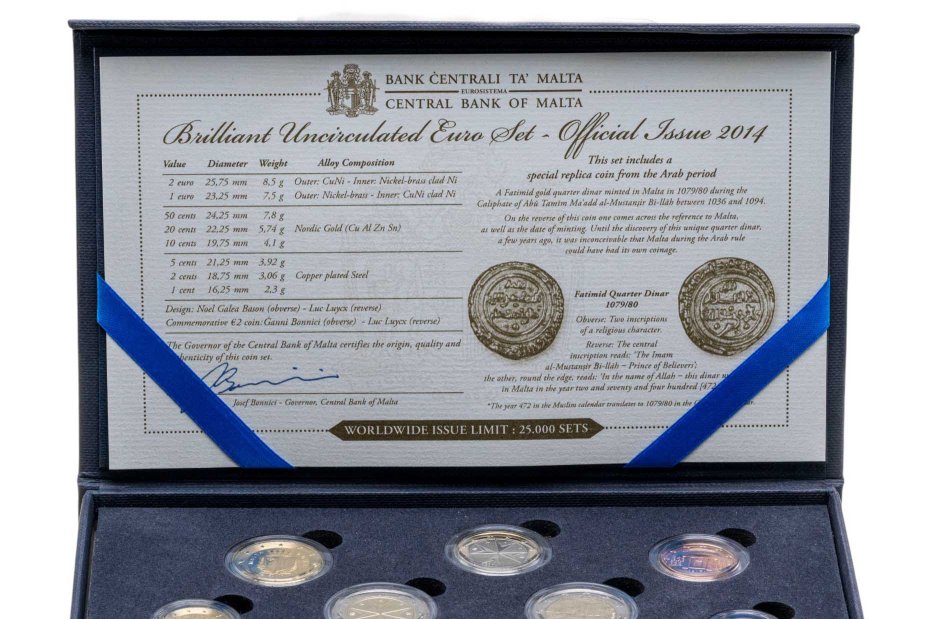 BANK ĊENTRALI TA' MALTA
EUROSISTEMA
CENTRAL BANK OF MALTA
Brilliant Uncirculated Euro Set - Official Issue 2014
Value Diameter Weight Alloy Composition
2 euro 25,75 mm 8,5 g Outer: CuNi - Inner: Nickel-brass clad Ni
1 euro 23,25 mm 7,5 g Outer: Nickel-brass - Inner: CuNi clad Ni
50 cents 24,25 mm 7,8 g
20 cents 22,25 mm 5,74 g Nordic Gold (Cu Al Zn Sn)
10 cents 19,75 mm 4,1 g
5 cents 21,25 mm 3,92 g
2 cents 18,75 mm 3,06 g Copper plated Steel
1 cent 16,25 mm 2,3 g
Design: Noel Galea Bason (obverse) - Luc Luycx (reverse)
Commemorative €2 coin: Ganni Bonnici (obverse) - Luc Luycx (reverse)
The Governor of the Central Bank of Malta certifies the origin, quality and
henticity of this coin set.
Josef Bonnici - Governor, Central Bank of Malta
This set includes a
special replica coin from the Arab period
A Fatimid gold quarter dinar minted in Malta in 1079/80 during the
Caliphate of Abū Tamīm Ma'add al-Mustanṣir Bi-llāh between 1036 and 1094.
On the reverse of this coin one comes across the reference to Malta,
as well as the date of minting. Until the discovery of this unique quarter dinar,
a few years ago, it was inconceivable that Malta during the Arab rule
could have had its own coinage.
Fatimid Quarter Dinar
1079/80
Obverse: Two inscriptions
of a religious character.
Reverse: The central
inscription reads: 'The Imam
al-Mustanṣir Bi-llāh – Prince of Believers';
the other, round the edge, reads: 'In the name of Allah – this dinar
in Malta in the year two and seventy and four hundred [472
*The year 472 in the Muslim calendar translates to 1079/80 in the
WORLDWIDE ISSUE LIMIT : 25.000 SETS